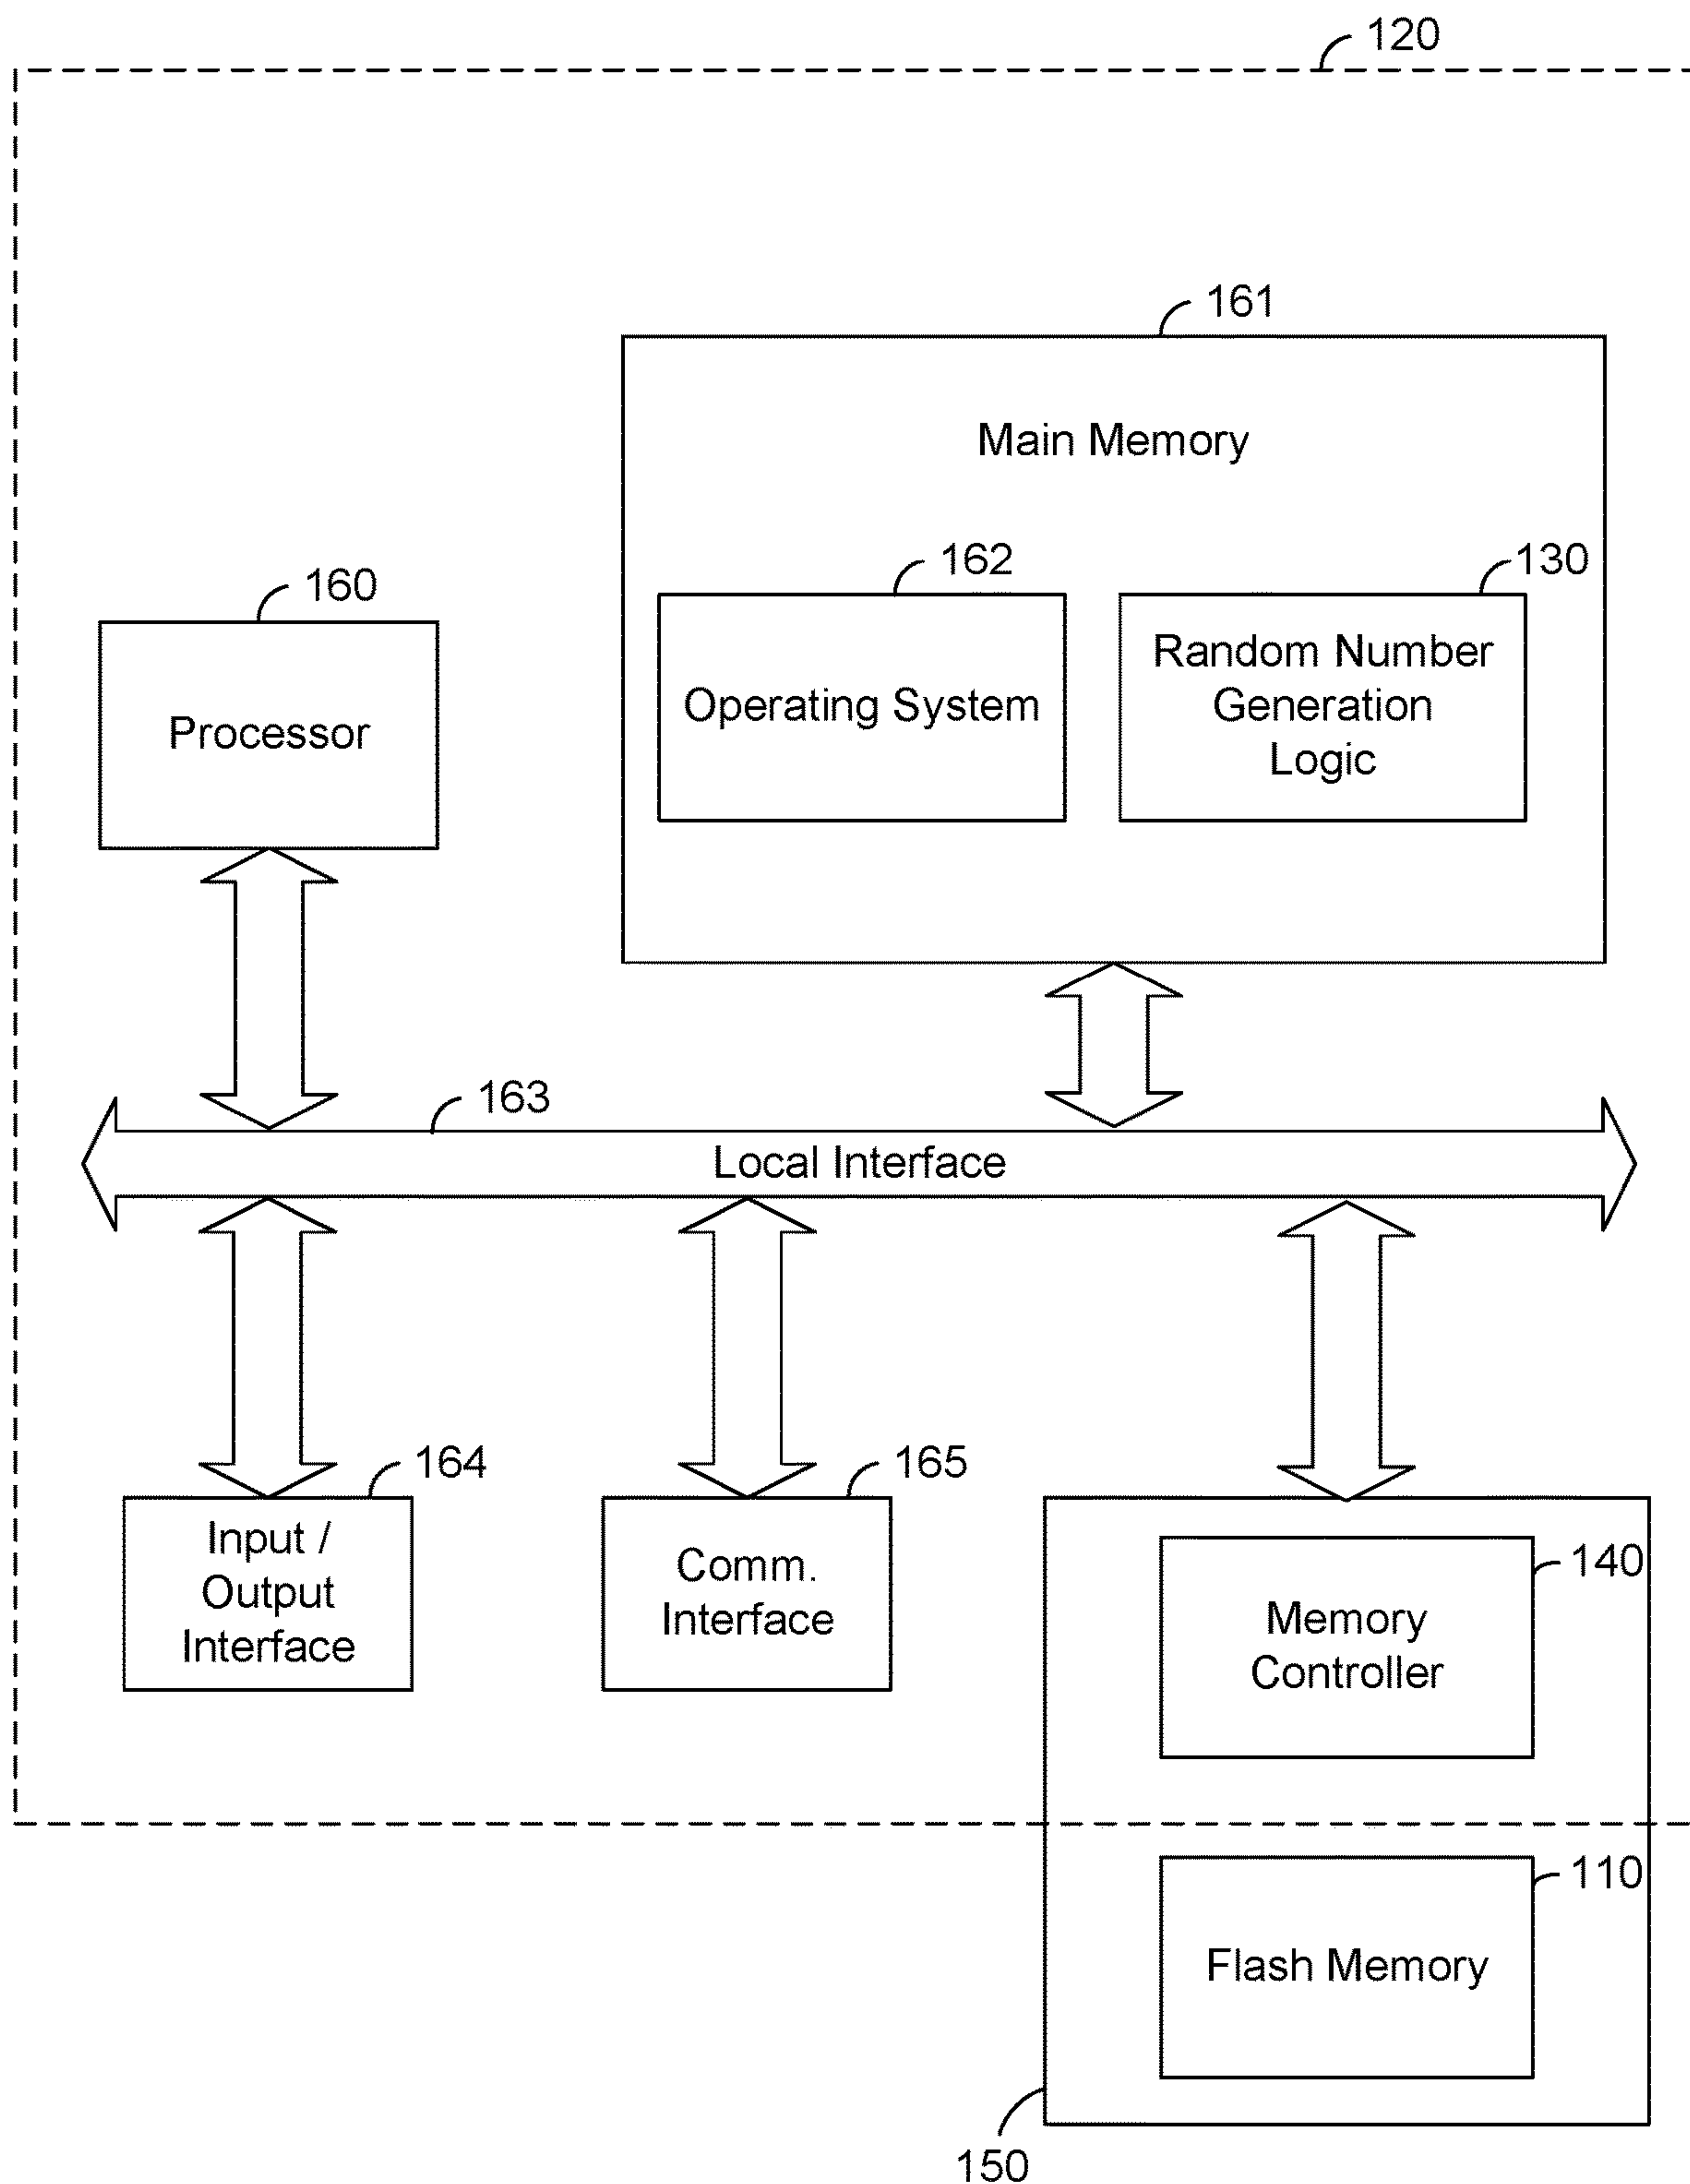 120
161
Main Memory
162
130
160
Operating System
Random Number
Generation
Logic
Processor
163
Local Interface
164
165
Input /
Output
Interface
Comm.
Interface
140
Memory
Controller
110
Flash Memory
150